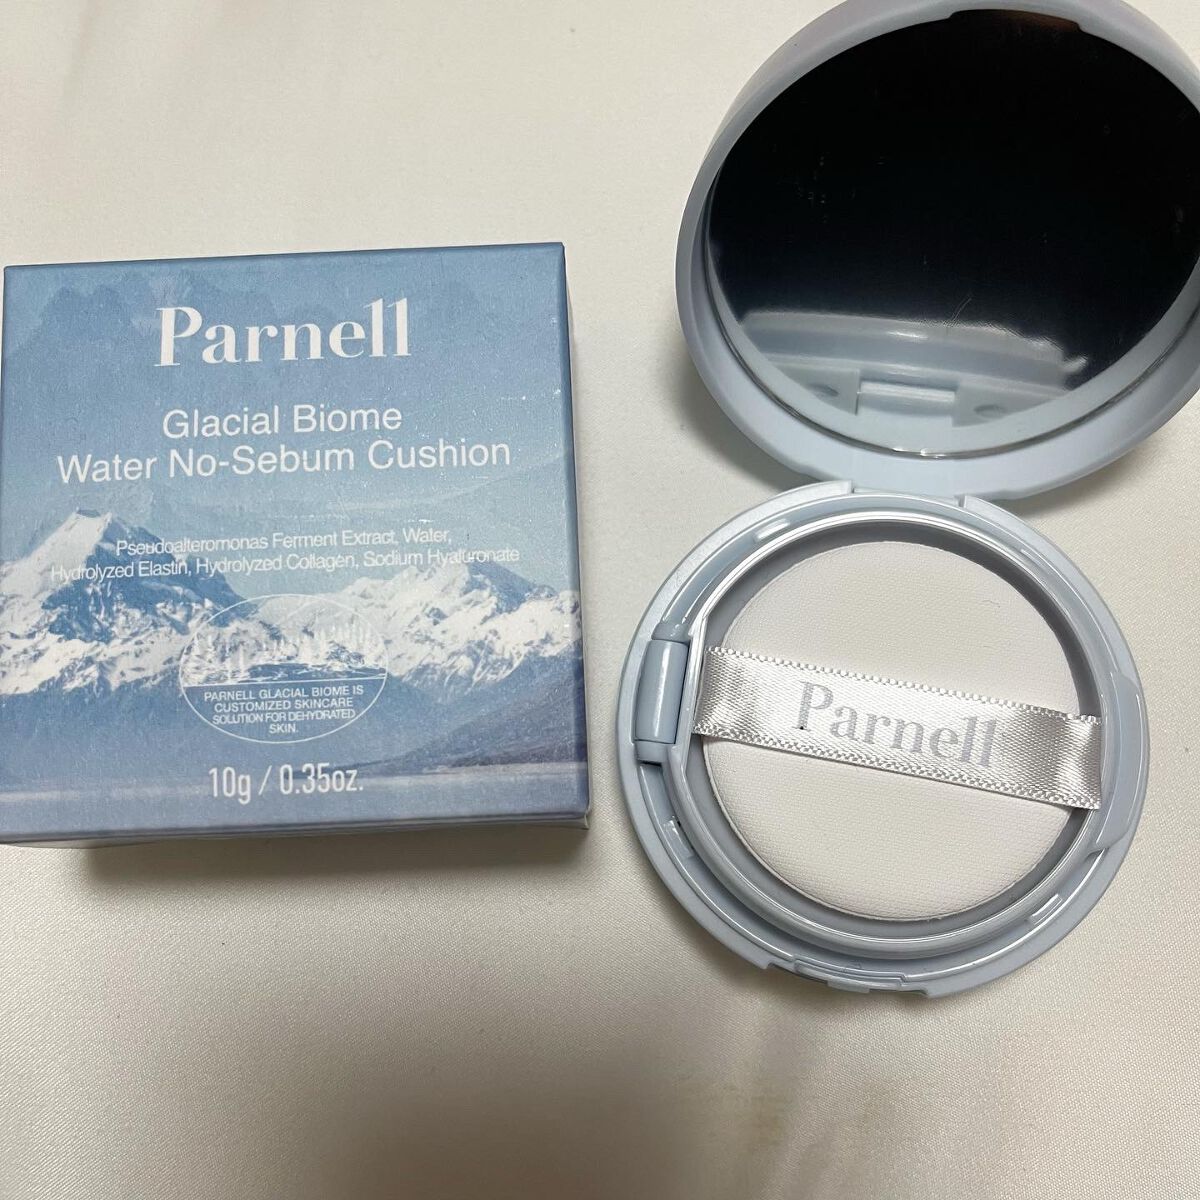 Parnell
Glacial Biome
Water No-Sebum Cushion
Pseudoalteromonas Ferment Extract, Water,
Hydrolyzed Elastin, Hydrolyzed Collagen, Sodium Hyaluronate
PARNELL GLACIAL BIOME IS
CUSTOMIZED SKINCARE
SOLUTION FOR DEHYDRATED
SKIN.
10g / 0.35oz.
Parnell